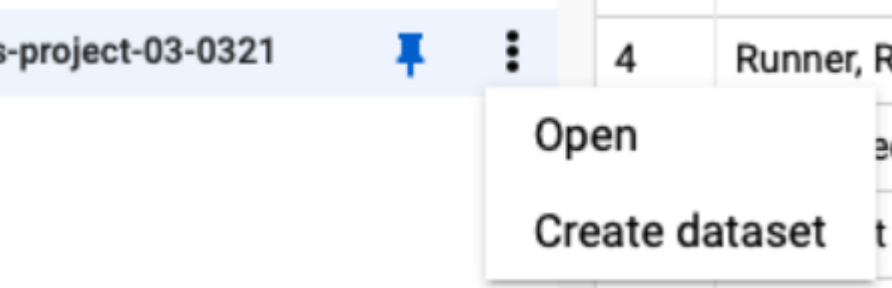 s-project-03-0321
4 Runner, R
Open
Create dataset
t